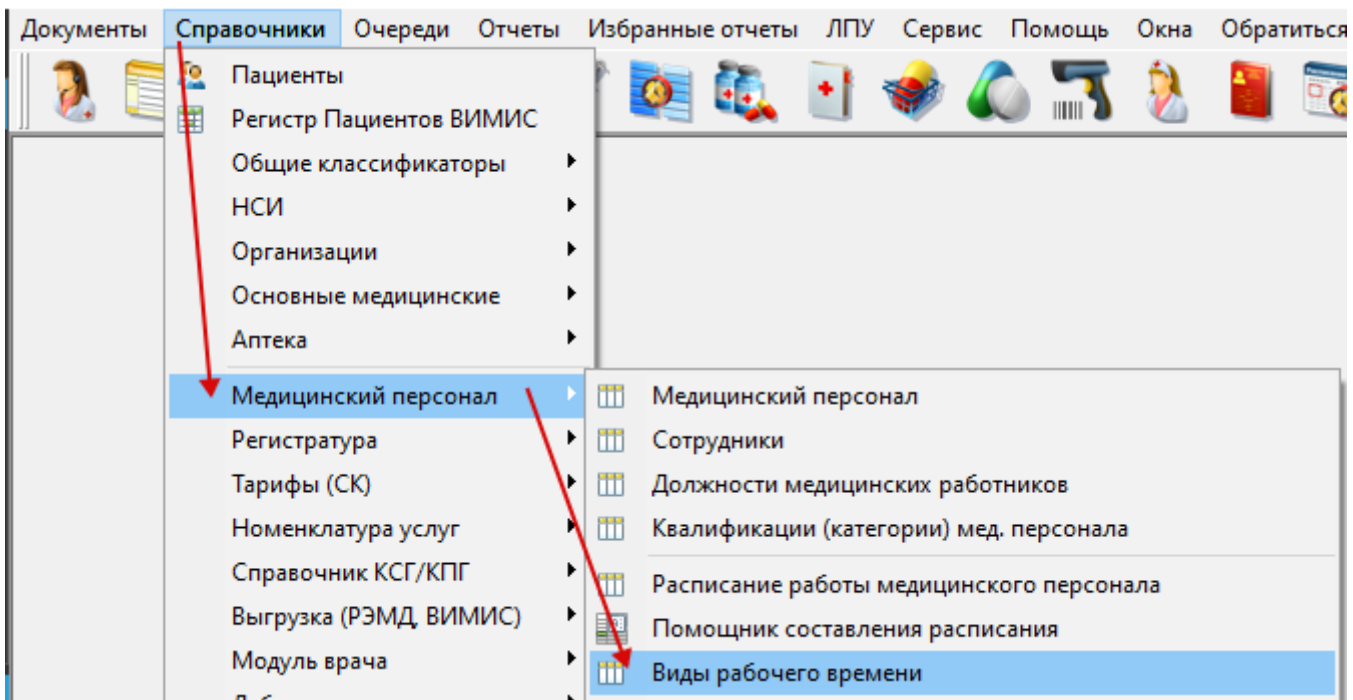 Документы Справочники Очереди Отчеты Избранные отчеты ЛПУ Сервис Помощь Окна Обратиться
Пациенты
Регистр Пациентов ВИМИС
Общие классификаторы
НСИ
Организации
Основные медицинские
Аптека
Медицинский персонал
Регистратура
Тарифы (СК)
Номенклатура услуг
Справочник КСГ/КПГ
Выгрузка (РЭМД, ВИМИС)
Модуль врача
Медицинский персонал
Сотрудники
Должности медицинских работников
Квалификации (категории) мед. персонала
Расписание работы медицинского персонала
Помощник составления расписания
Виды рабочего времени